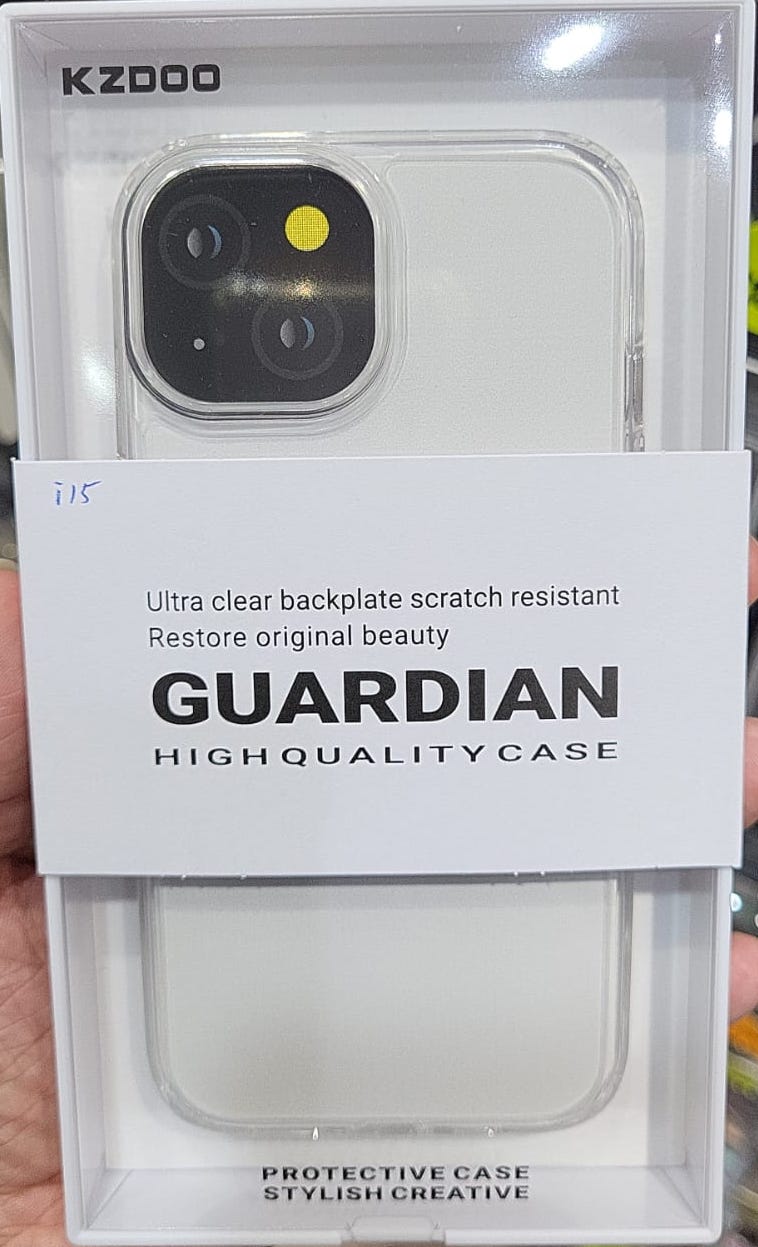 KZDOO
i15
Ultra clear backplate scratch resistant
Restore original beauty
GUARDIAN
HIGH QUALITY CASE
PROTECTIVE CASE
STYLISH CREATIVE